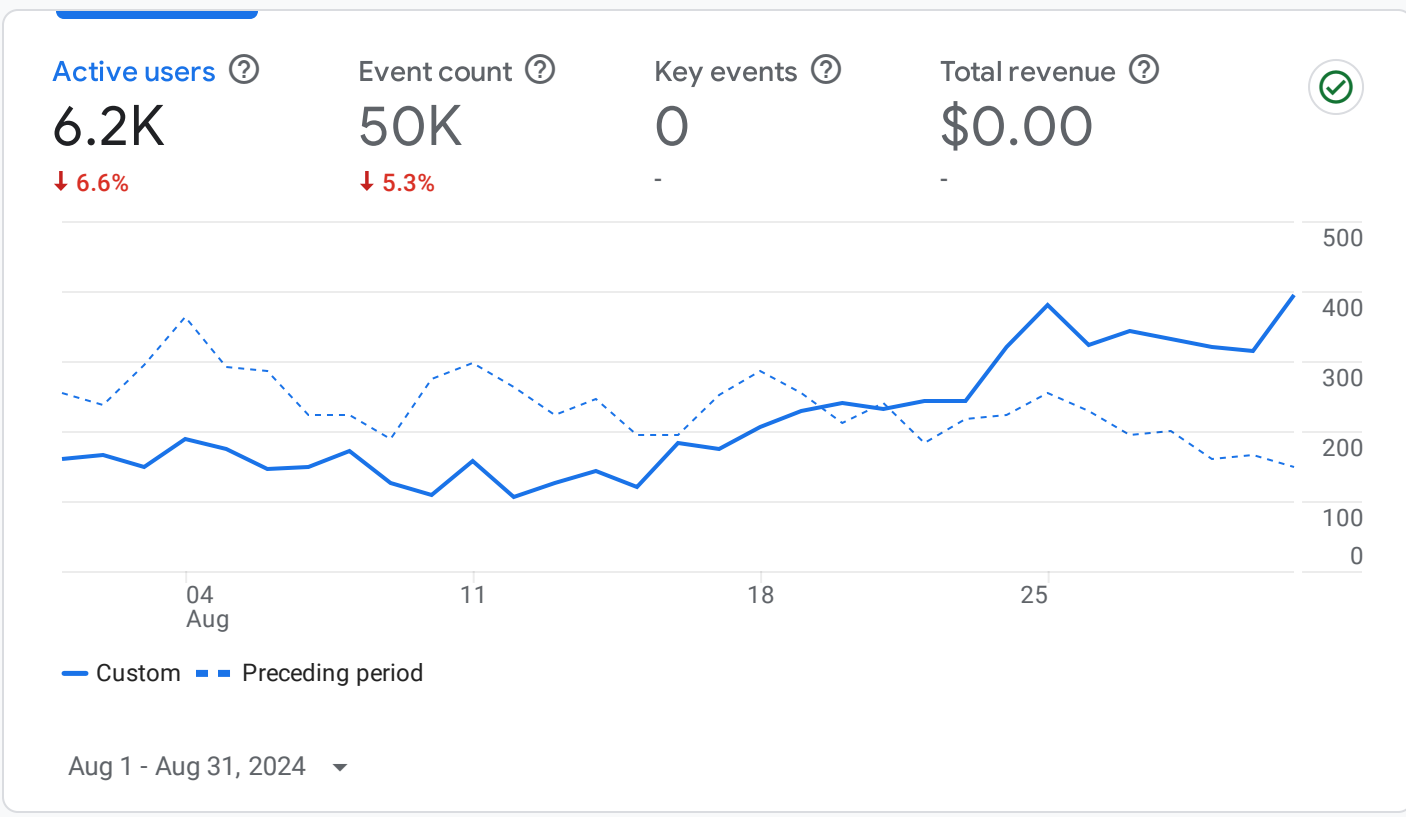 Active users
6.2K
6.6%
Event count
50K
5.3%
Key events
0
-
Total revenue
$0.00
-
500
400
300
200
100
0
04
Aug
11
18
25
Custom
Preceding period
Aug 1 - Aug 31, 2024